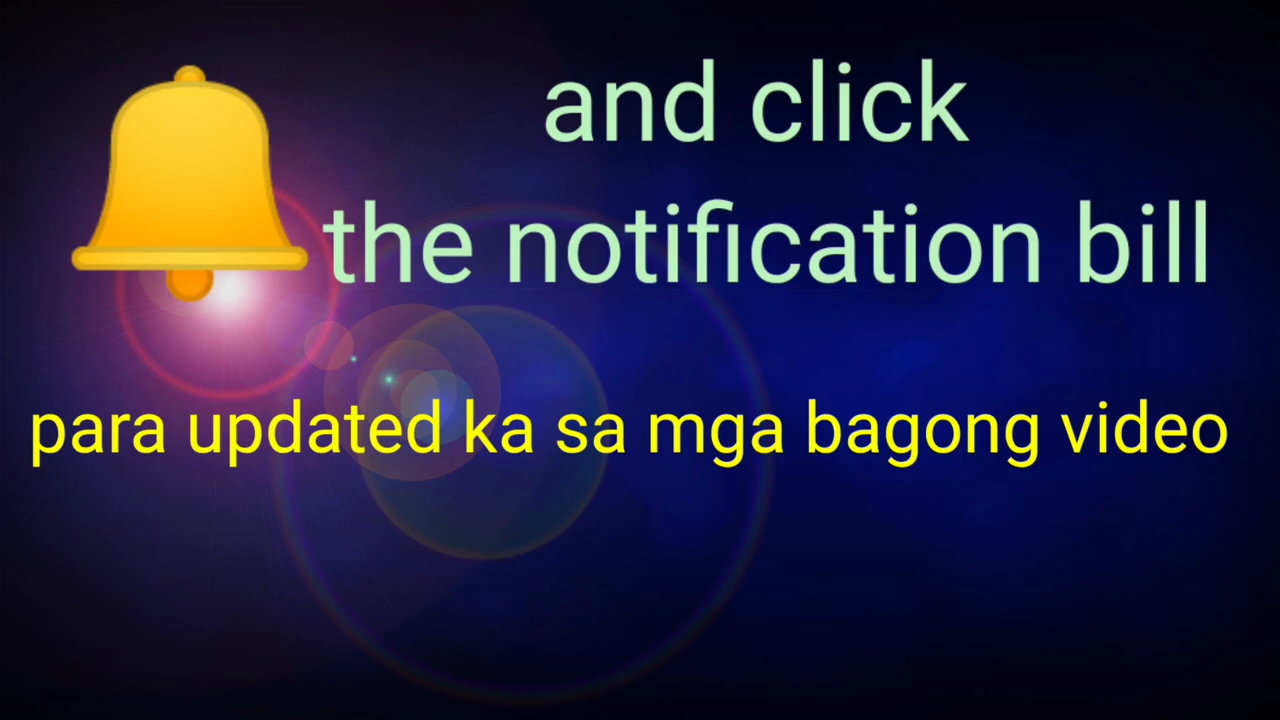 and click
the notification bill
para updated ka sa mga bagong video